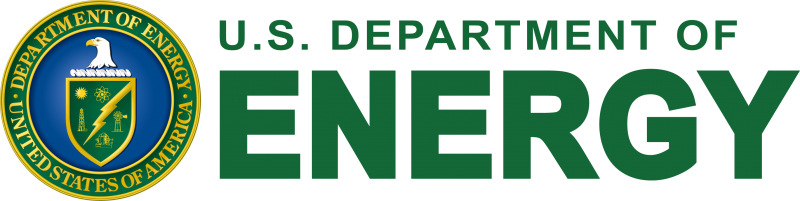 DEPARTMENT OF ENERGY
UNITED STATES OF AMERICA
U.S. DEPARTMENT OF
ENERGY